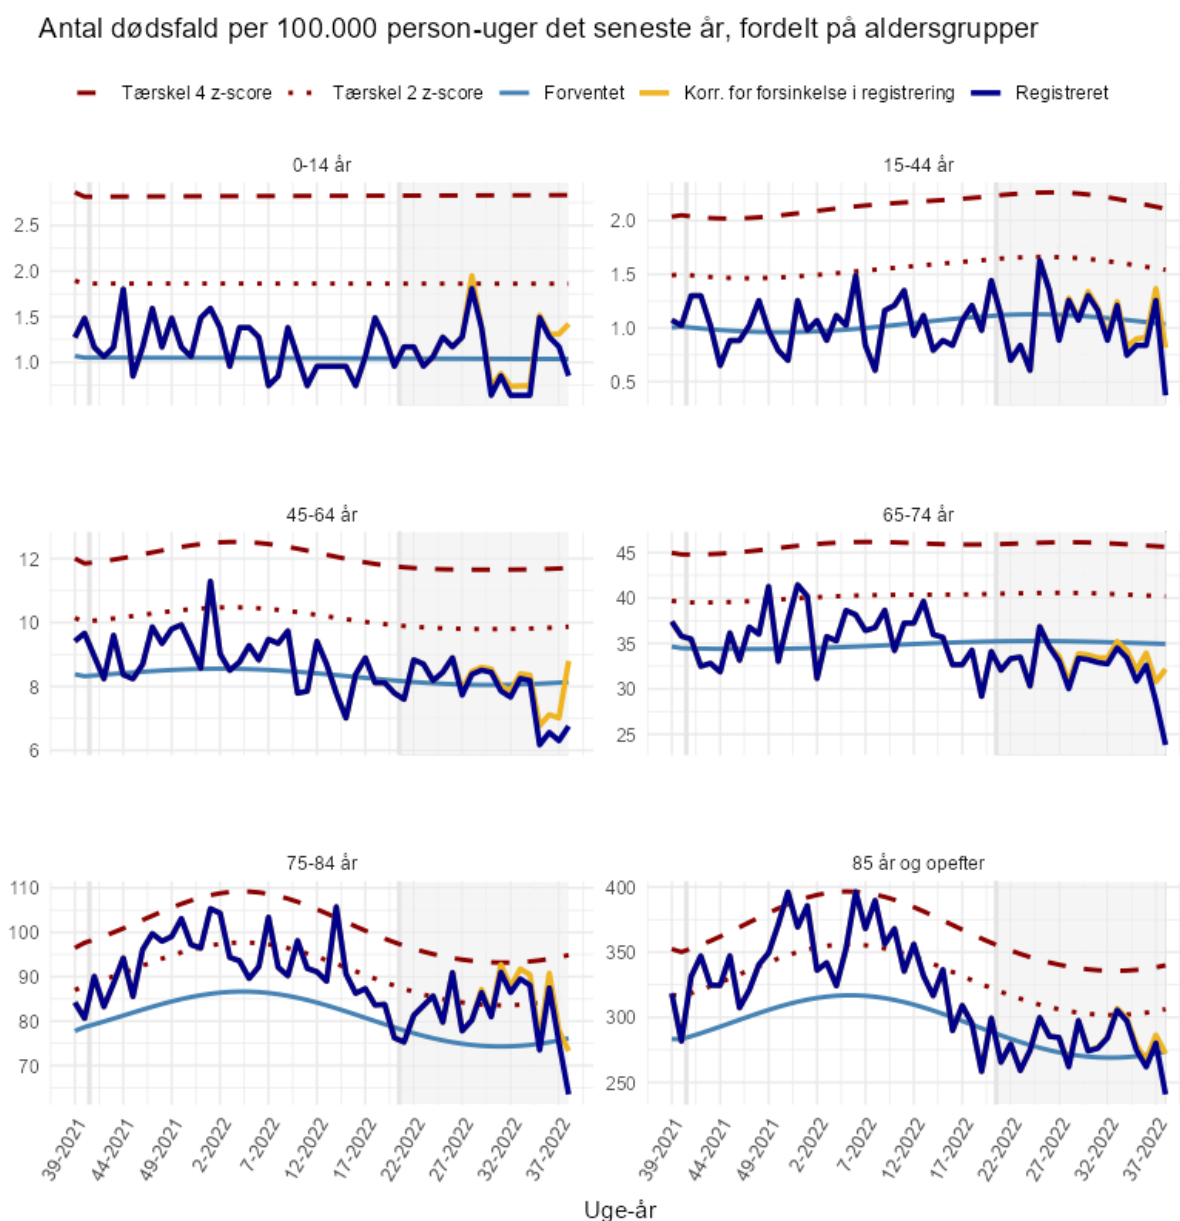 Antal dødsfald per 100.000 person-uger det seneste år, fordelt på aldersgrupper
Tærskel 4 z-score Tærskel 2 z-score Forventet Korr. for forsinkelse i registrering Registreret
0-14 år
2.5
2.0
1.5
1.0
15-44 år
2.0
1.5
1.0
0.5
45-64 år
12
10
8
6
65-74 år
45
40
35
30
25
75-84 år
110
100
90
80
70
39-2021 44-2021 49-2021 2-2022 7-2022 12-2022 17-2022 22-2022 27-2022 32-2022 37-2022
85 år og opefter
400
350
300
250
39-2021 44-2021 49-2021 2-2022 7-2022 12-2022 17-2022 22-2022 27-2022 32-2022 37-2022
Uge-år